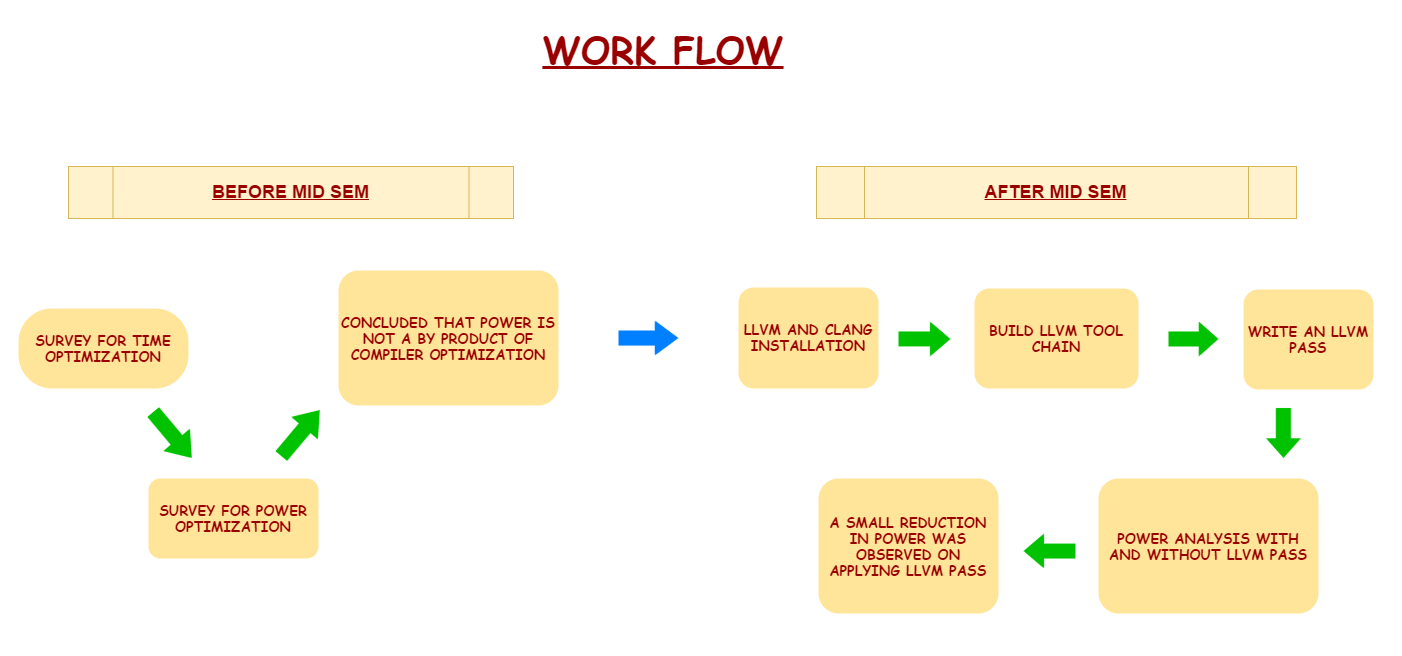 WORK FLOW
BEFORE MID SEM
AFTER MID SEM
SURVEY FOR TIME
OPTIMIZATION
SURVEY FOR POWER
OPTIMIZATION
CONCLUDED THAT POWER IS
NOT A BY PRODUCT OF
COMPILER OPTIMIZATION
LLVM AND CLANG
INSTALLATION
BUILD LLVM TOOL
CHAIN
WRITE AN LLVM
PASS
POWER ANALYSIS WITH
AND WITHOUT LLVM PASS
A SMALL REDUCTION
IN POWER WAS
OBSERVED ON
APPLYING LLVM PASS